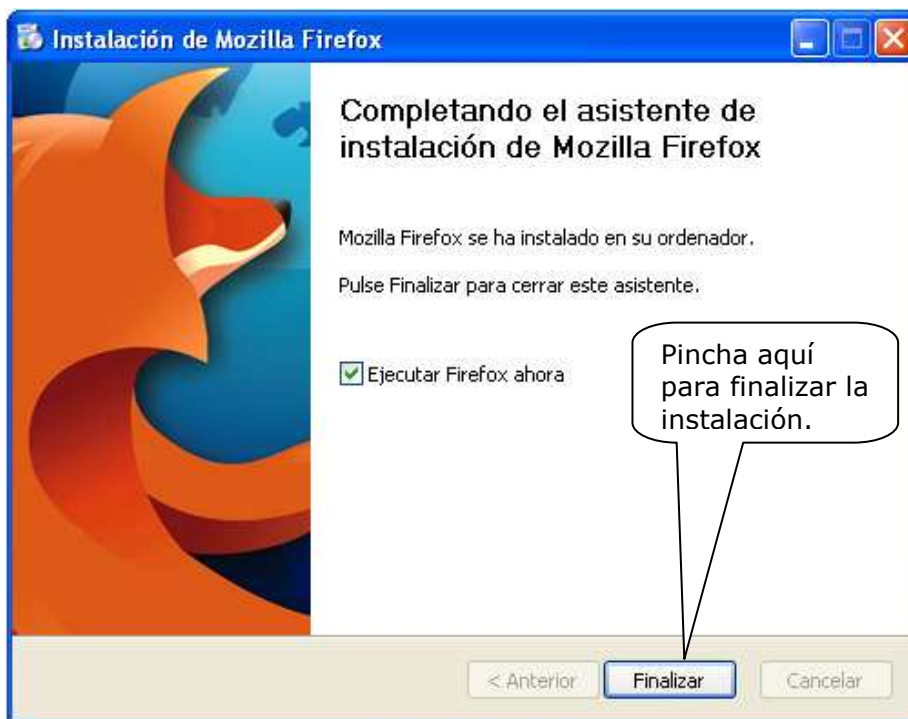 Instalación de Mozilla Firefox
Completando el asistente de
instalación de Mozilla Firefox
Mozilla Firefox se ha instalado en su ordenador.
Pulse Finalizar para cerrar este asistente.
Ejecutar Firefox ahora
Pincha aquí
para finalizar la
instalación.
< Anterior
Finalizar
Cancelar